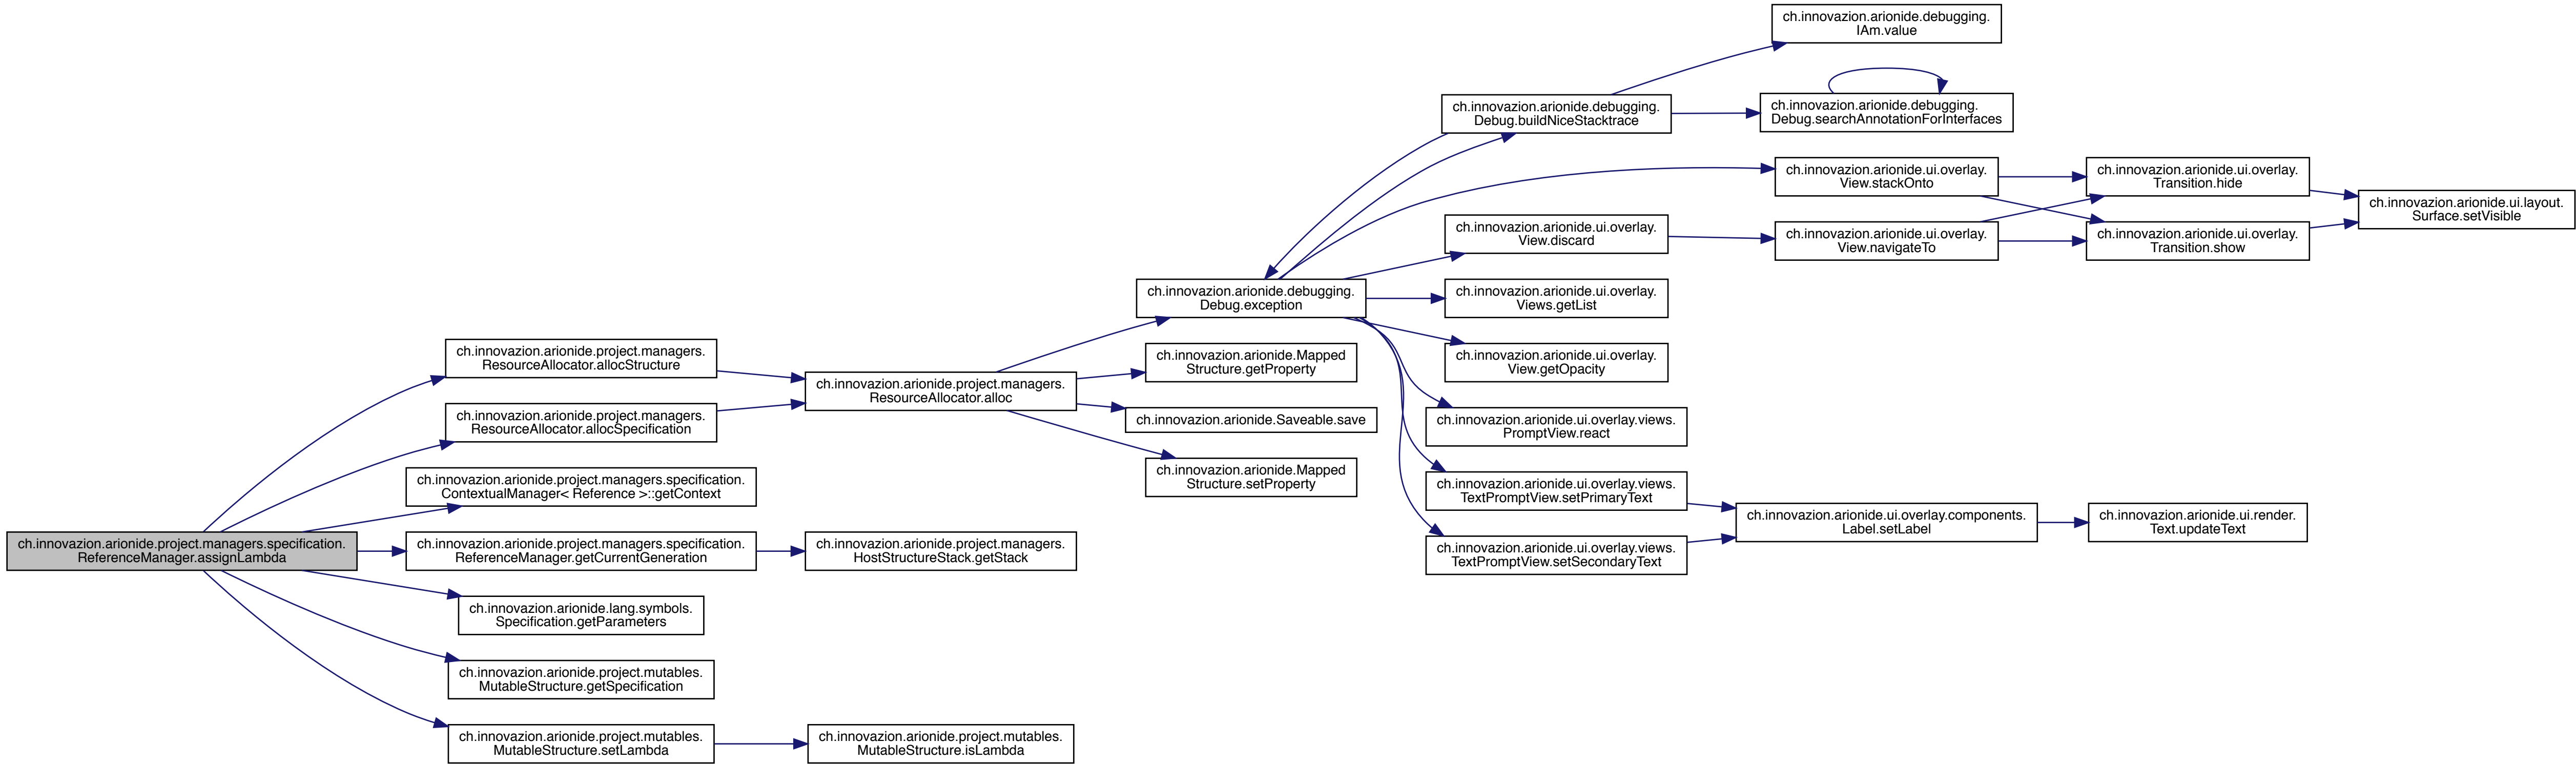 ch.innovazion.arionide.project.managers.specification.
ReferenceManager.assignLambda
ch.innovazion.arionide.project.managers.
ResourceAllocator.allocStructure
ch.innovazion.arionide.project.managers.
ResourceAllocator.allocSpecification
ch.innovazion.arionide.project.managers.specification.
ContextualManager< Reference >::getContext
ch.innovazion.arionide.project.managers.specification.
ReferenceManager.getCurrentGeneration
ch.innovazion.arionide.lang.symbols.
Specification.getParameters
ch.innovazion.arionide.project.mutables.
MutableStructure.getSpecification
ch.innovazion.arionide.project.mutables.
MutableStructure.setLambda
ch.innovazion.arionide.project.managers.
ResourceAllocator.alloc
ch.innovazion.arionide.project.managers.
HostStructureStack.getStack
ch.innovazion.arionide.project.mutables.
MutableStructure.isLambda
ch.innovazion.arionide.debugging.
Debug.exception
ch.innovazion.arionide.Mapped
Structure.getProperty
ch.innovazion.arionide.Saveable.save
ch.innovazion.arionide.Mapped
Structure.setProperty
ch.innovazion.arionide.debugging.
Debug.buildNiceStacktrace
ch.innovazion.arionide.ui.overlay.
View.discard
ch.innovazion.arionide.ui.overlay.
Views.getList
ch.innovazion.arionide.ui.overlay.
View.getOpacity
ch.innovazion.arionide.ui.overlay.views.
PromptView.react
ch.innovazion.arionide.ui.overlay.views.
TextPromptView.setPrimaryText
ch.innovazion.arionide.ui.overlay.views.
TextPromptView.setSecondaryText
ch.innovazion.arionide.debugging.
IAm.value
ch.innovazion.arionide.debugging.
Debug.searchAnnotationForInterfaces
ch.innovazion.arionide.ui.overlay.
View.stackOnto
ch.innovazion.arionide.ui.overlay.
View.navigateTo
ch.innovazion.arionide.ui.overlay.components.
Label.setLabel
ch.innovazion.arionide.ui.overlay.
Transition.hide
ch.innovazion.arionide.ui.overlay.
Transition.show
ch.innovazion.arionide.ui.render.
Text.updateText
ch.innovazion.arionide.ui.layout.
Surface.setVisible